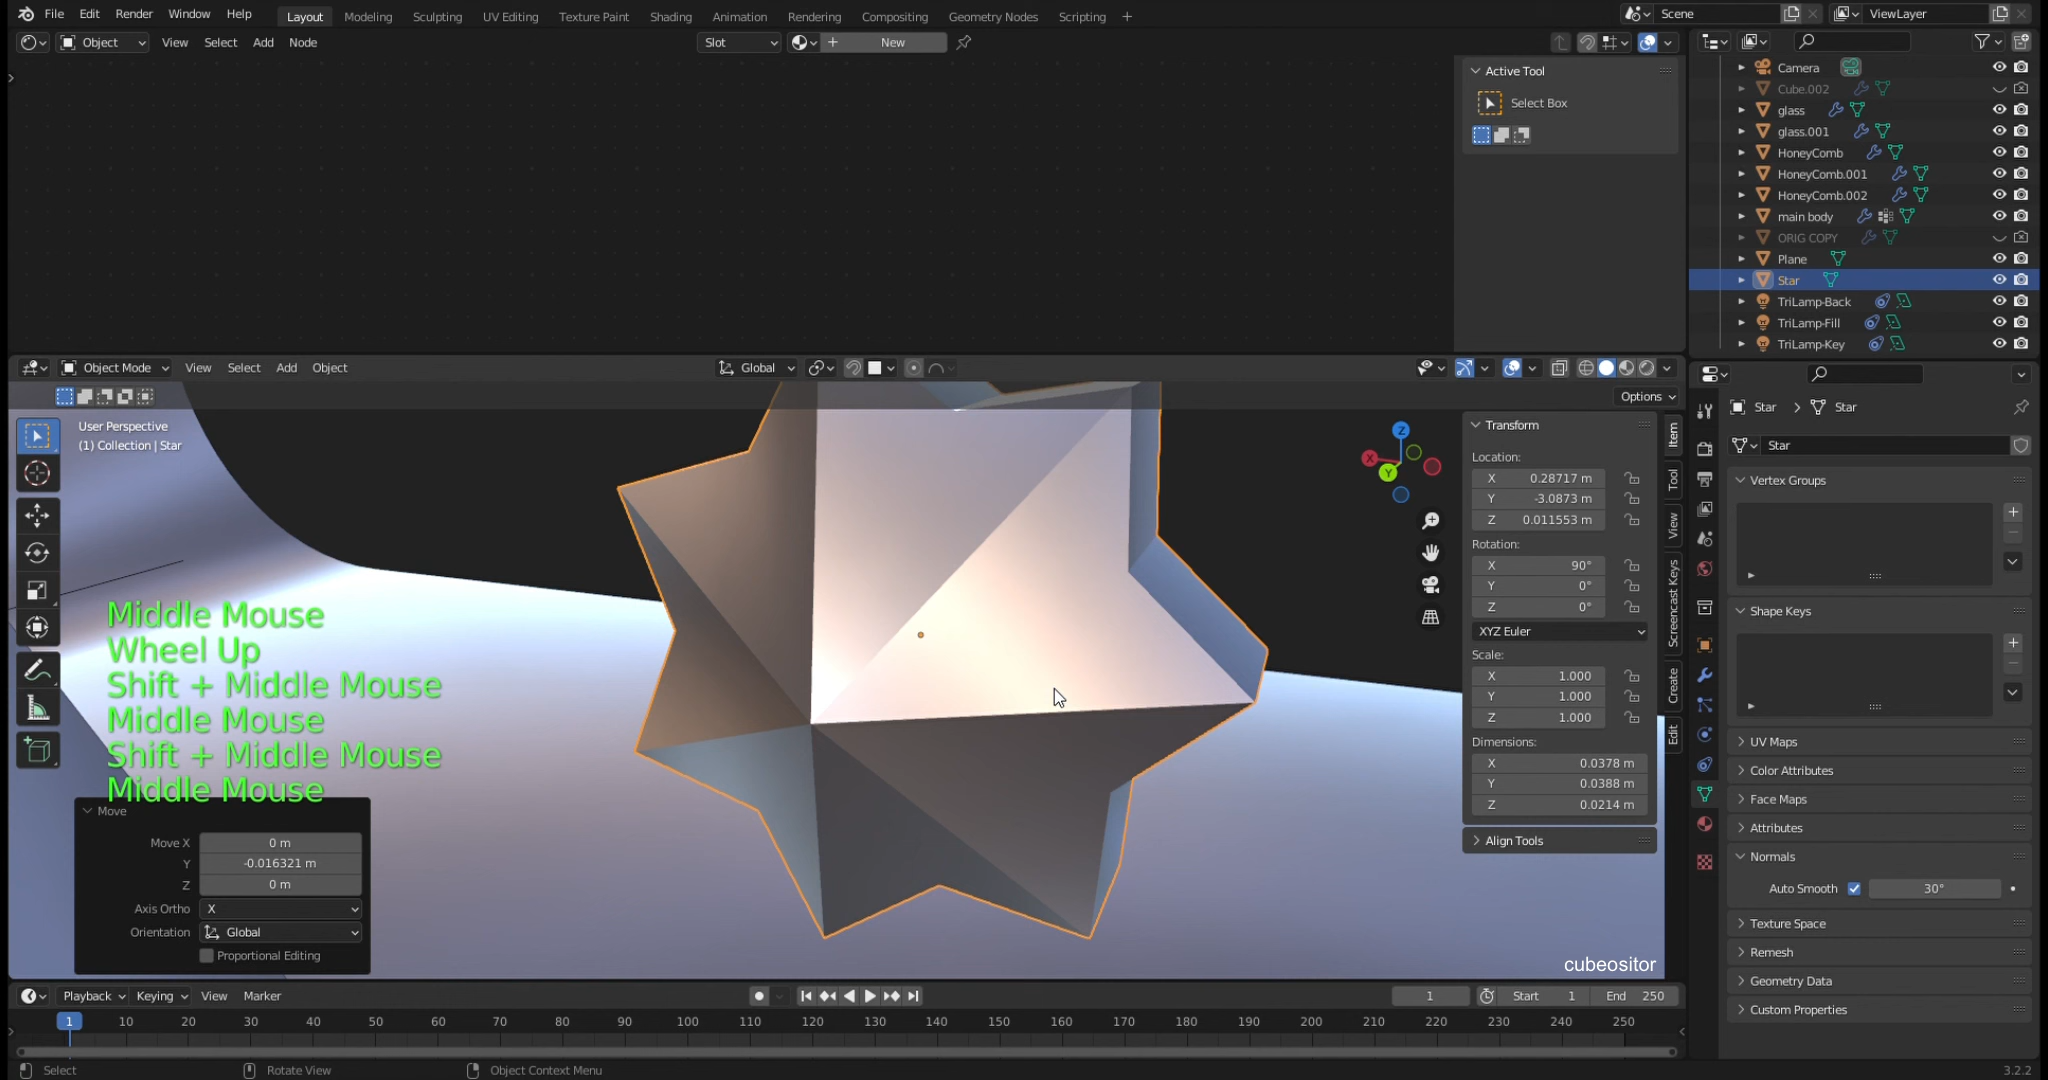 File Edit Render Window Help Layout Modeling Sculpting UV Editing Texture Paint Shading Animation Rendering Compositing Geometry Nodes Scripting + Scene ViewLayer
Object View Select Add Node Slot New
Active Tool
Select Box
Camera
Cube.002
glass
glass.001
HoneyComb
HoneyComb.001
HoneyComb.002
main body
ORIG COPY
Plane
Star
TriLamp-Back
TriLamp-Fill
TriLamp-Key
Object Mode View Select Add Object Global
Options
User Perspective
(1) Collection | Star
Z
X
Y
Middle Mouse
Wheel Up
Shift + Middle Mouse
Middle Mouse
Shift + Middle Mouse
Middle Mouse
Move
Move X 0 m
Y -0.016321 m
Z 0 m
Axis Ortho X
Orientation Global
Proportional Editing
Transform
Location:
X 0.28717 m
Y -3.0873 m
Z 0.011553 m
Rotation:
X 90°
Y 0°
Z 0°
XYZ Euler
Scale:
X 1.000
Y 1.000
Z 1.000
Dimensions:
X 0.0378 m
Y 0.0388 m
Z 0.0214 m
Align Tools
Item
Tool
View
Screencast Keys
Create
Edit
cubeositor
Star Star
Star
Vertex Groups
Shape Keys
UV Maps
Color Attributes
Face Maps
Attributes
Normals
Auto Smooth 30°
Texture Space
Remesh
Geometry Data
Custom Properties
Playback Keying View Marker 1 Start 1 End 250
1 10 20 30 40 50 60 70 80 90 100 110 120 130 140 150 160 170 180 190 200 210 220 230 240 250
Select Rotate View Object Context Menu 3.2.2